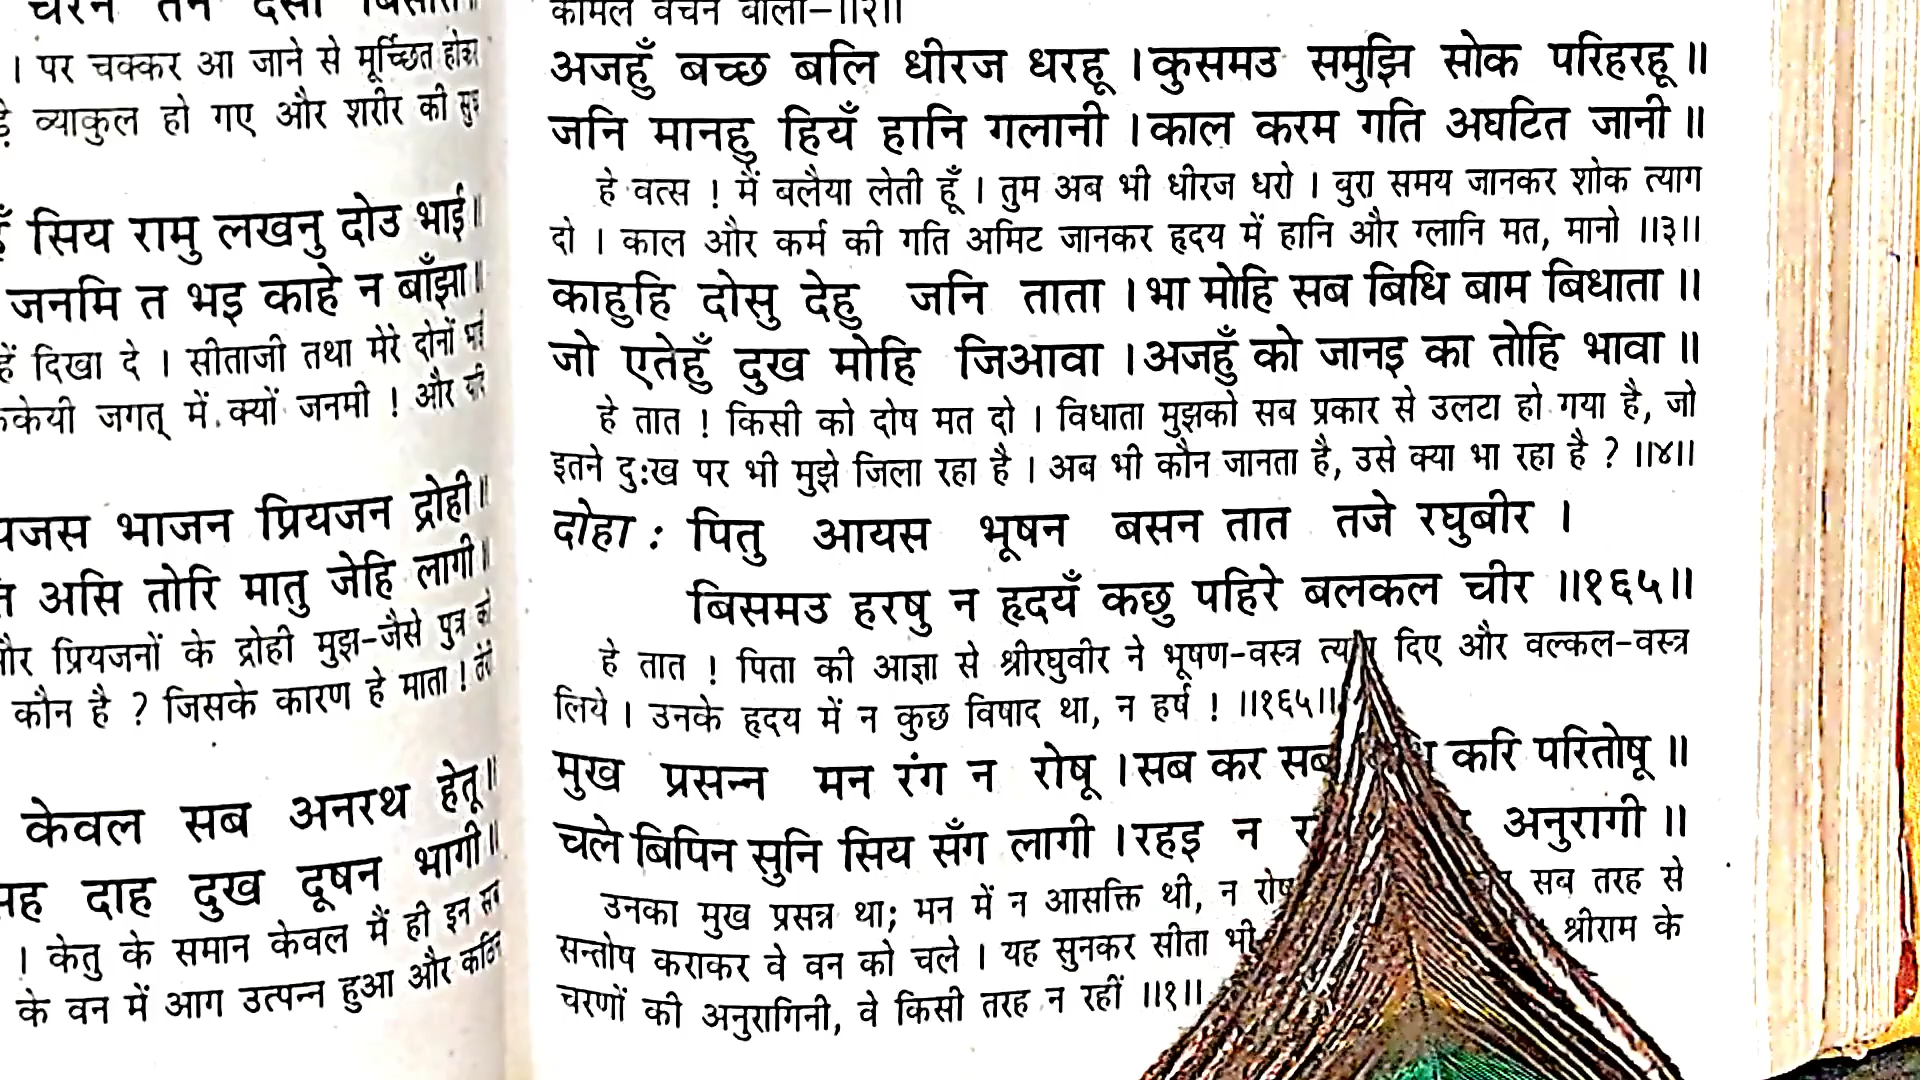 । पर चक्कर आ जाने से मूर्च्छित होकर
व्याकुल हो गए और शरीर की सुध
सिय रामु लखनु दोउ भाई॥
जनमि त भइ काहे न बाँझा॥
दिखा दे । सीताजी तथा मेरे दोनों भाई
जगत् में क्यों जनमी ! और यदि
भाजन प्रियजन द्रोही॥
असि तोरि मातु जेहि लागी॥
प्रियजनों के द्रोही मुझ-जैसे पुत्र को
कौन है ? जिसके कारण हे माता ! तेरी
केवल सब अनरथ हेतू॥
दाह दुख दूषन भागी॥
। केतु के समान केवल मैं ही इन सब
के वन में आग उत्पन्न हुआ और कठिन
कोमल वचन बोली–॥२॥
अजहुँ बच्छ बलि धीरज धरहू । कुसमउ समुझि सोक परिहरहू ॥
जनि मानहु हियँ हानि गलानी । काल करम गति अघटित जानी ॥
हे वत्स ! मैं बलैया लेती हूँ । तुम अब भी धीरज धरो । बुरा समय जानकर शोक त्याग
दो । काल और कर्म की गति अमिट जानकर हृदय में हानि और ग्लानि मत, मानो ॥३॥
काहुहि दोसु देहु जनि ताता । भा मोहि सब बिधि बाम बिधाता ॥
जो एतेहुँ दुख मोहि जिआवा । अजहुँ को जानइ का तोहि भावा ॥
हे तात ! किसी को दोष मत दो । विधाता मुझको सब प्रकार से उलटा हो गया है, जो
इतने दु:ख पर भी मुझे जिला रहा है । अब भी कौन जानता है, उसे क्या भा रहा है ? ॥४॥
दोहा : पितु आयस भूषन बसन तात तजे रघुबीर ।
बिसमउ हरषु न हृदयँ कछु पहिरे बलकल चीर ॥१६५॥
हे तात ! पिता की आज्ञा से श्रीरघुवीर ने भूषण-वस्त्र त्याग दिए और वल्कल-वस्त्र
लिये । उनके हृदय में न कुछ विषाद था, न हर्ष ! ॥१६५॥
मुख प्रसन्न मन रंग न रोषू । सब कर सब करि परितोषू ॥
चले बिपिन सुनि सिय सँग लागी । रहइ न अनुरागी ॥
उनका मुख प्रसन्न था; मन में न आसक्ति थी, न रोष सब तरह से
सन्तोष कराकर वे वन को चले । यह सुनकर सीता भी श्रीराम के
चरणों की अनुरागिनी, वे किसी तरह न रहीं ॥१॥